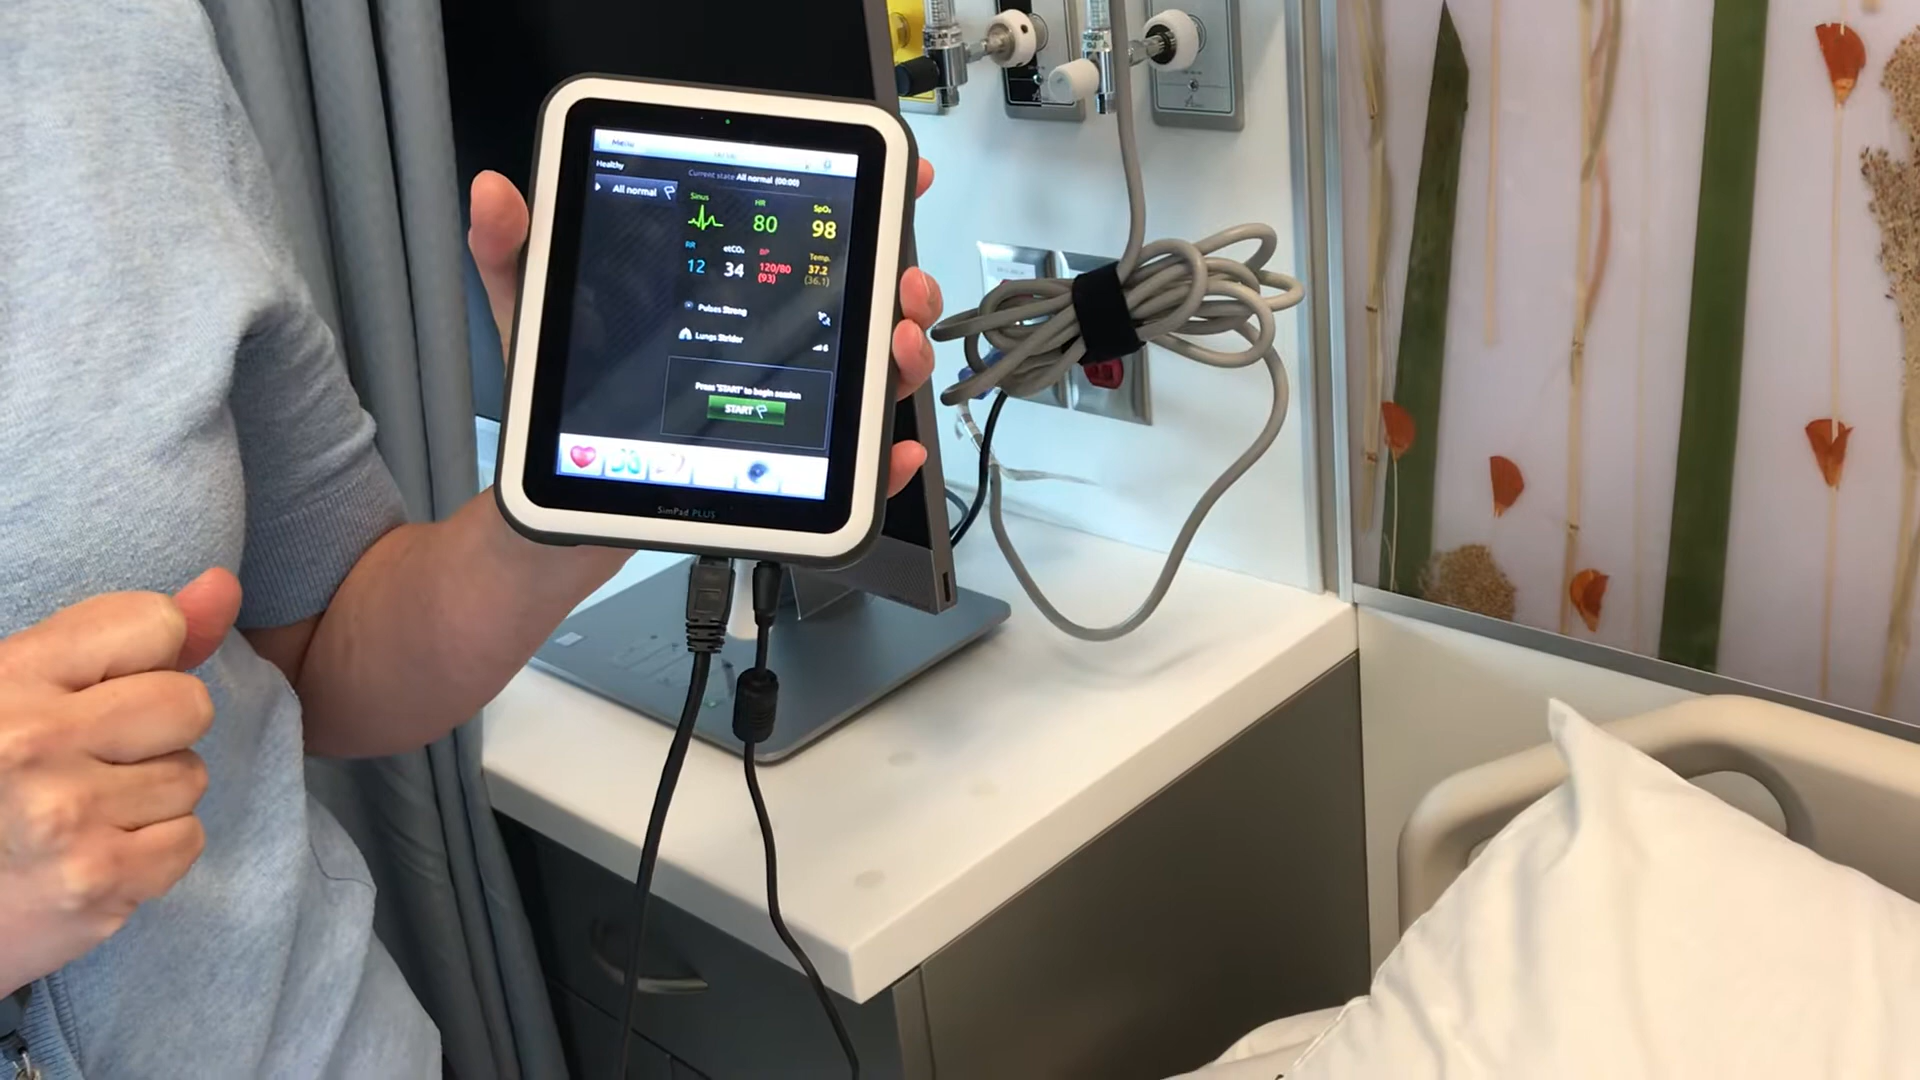 Menu
Healthy
All normal
Current state All normal (00:00)
Sinus HR SpO₂
80 98
RR etCO₂ BP Temp.
12 34 120/80 37.2
(93) (36.1)
Pulses Strong
Lungs Stridor
6
Press 'START' to begin session
START
SimPad PLUS